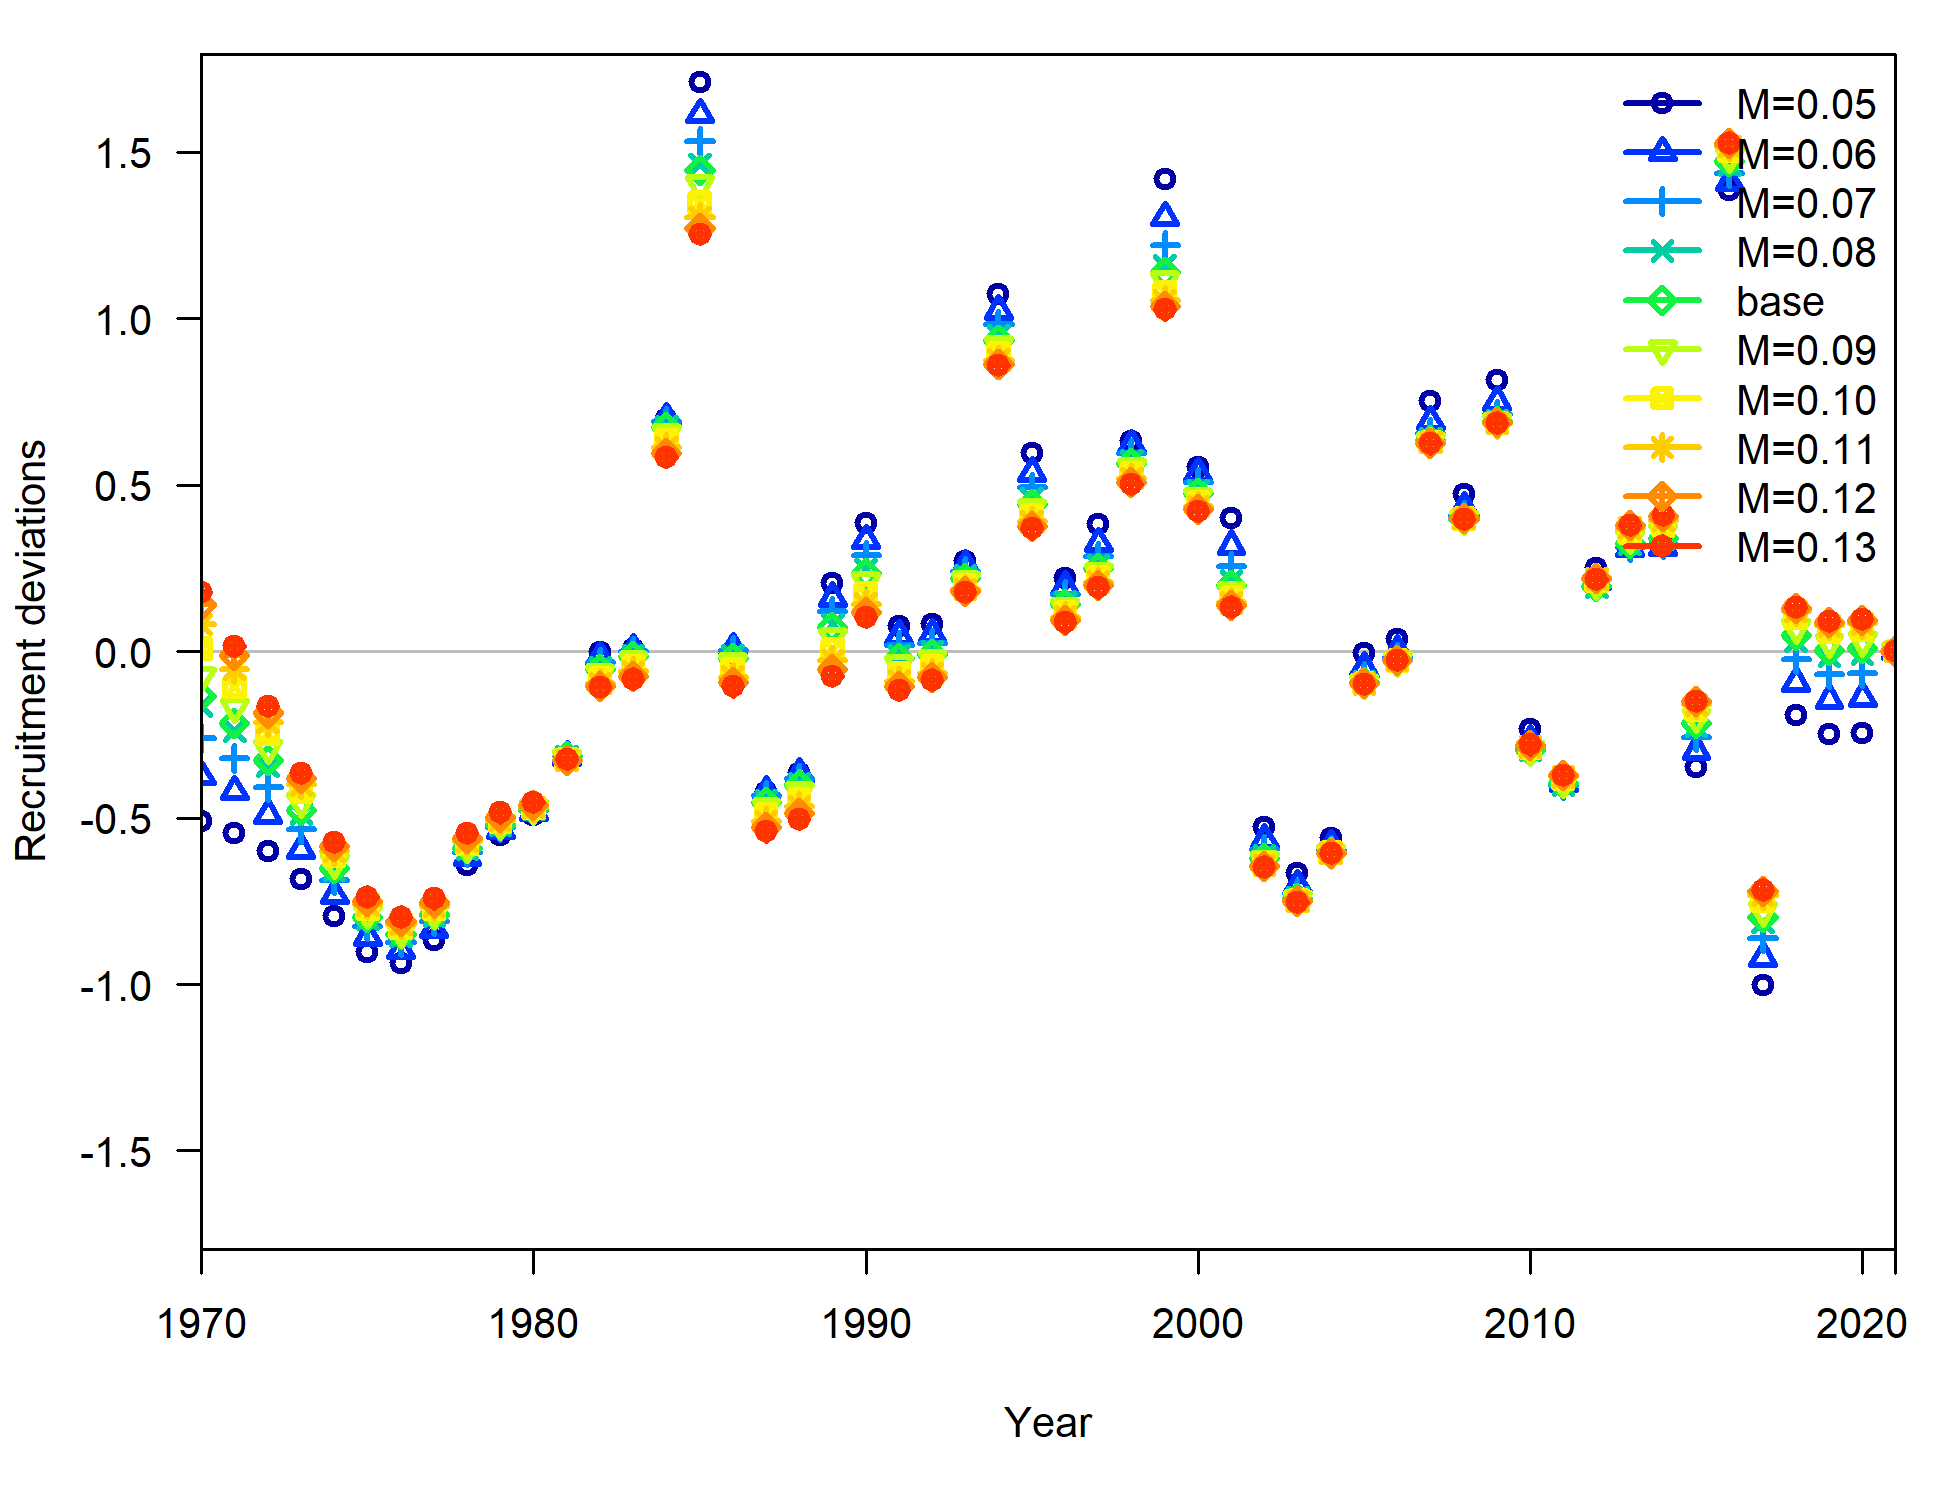 Recruitment deviations
1.5
1.0
0.5
0.0
-0.5
-1.0
-1.5
M=0.05
M=0.06
M=0.07
M=0.08
base
M=0.09
M=0.10
M=0.11
M=0.12
M=0.13
1970
1980
1990
2000
2010
2020
Year